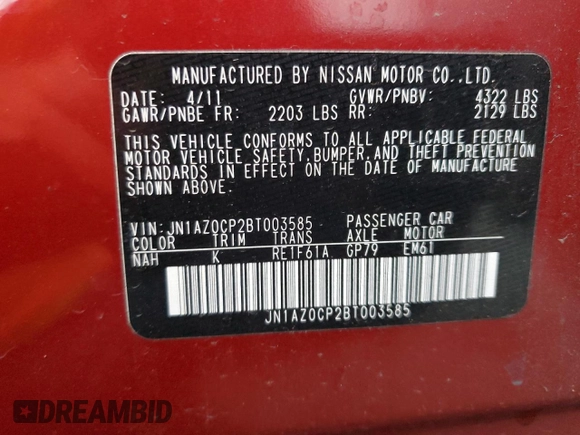 MANUFACTURED BY NISSAN MOTOR CO.,LTD.
DATE: 4/11 GVWR/PNBV: 4322 LBS
GAWR/PNBE FR: 2203 LBS RR: 2129 LBS
THIS VEHICLE CONFORMS TO ALL APPLICABLE FEDERAL
MOTOR VEHICLE SAFETY,BUMPER,AND THEFT PREVENTION
STANDARDS IN EFFECT ON THE DATE OF MANUFACTURE
SHOWN ABOVE.
VIN: JN1AZ0CP2BT003585 PASSENGER CAR
COLOR TRIM TRANS AXLE MOTOR
NAH K RE1F61A GP79 EM61
JN1AZ0CP2BT003585
DREAMBID